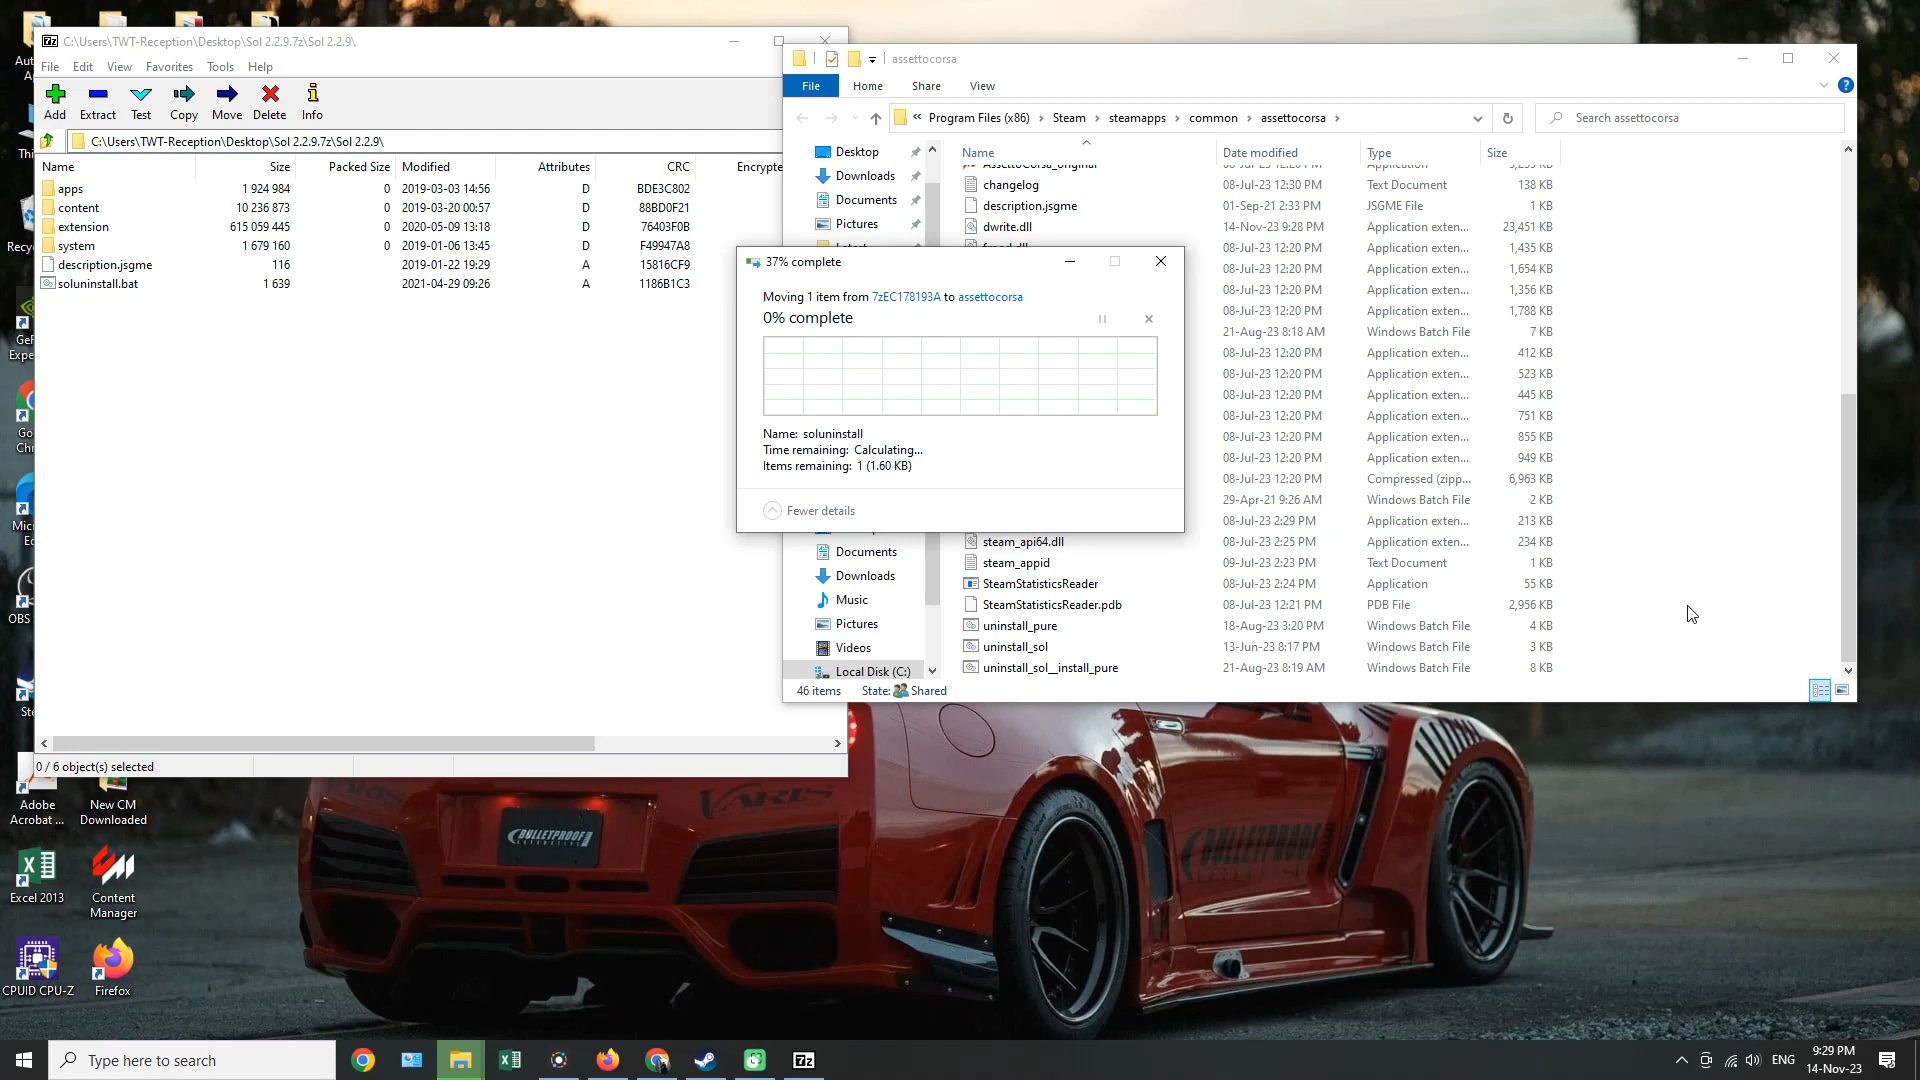 C:\Users\TWT-Reception\Desktop\Sol 2.2.9.7z\Sol 2.2.9\
File Edit View Favorites Tools Help
Add Extract Test Copy Move Delete Info
C:\Users\TWT-Reception\Desktop\Sol 2.2.9.7z\Sol 2.2.9\
Name Size Packed Size Modified Attributes CRC Encrypte
apps 1 924 984 0 2019-03-03 14:56 D BDE3C802
content 10 236 873 0 2019-03-20 00:57 D 88BD0F21
extension 615 059 445 0 2020-05-09 13:18 D 76403F0B
system 1 679 160 0 2019-01-06 13:45 D F49947A8
description.jsgme 116 2019-01-22 19:29 A 15816CF9
soluninstall.bat 1 639 2021-04-29 09:26 A 1186B1C3
0 / 6 object(s) selected
assettocorsa
File Home Share View
« Program Files (x86) › Steam › steamapps › common › assettocorsa ›
Search assettocorsa
Desktop
Downloads
Documents
Pictures
Documents
Downloads
Music
Pictures
Videos
Local Disk (C:)
Name Date modified Type Size
AssettoCorsa_original 08-Jul-23 12:20 PM Application
changelog 08-Jul-23 12:30 PM Text Document 138 KB
description.jsgme 01-Sep-21 2:33 PM JSGME File 1 KB
dwrite.dll 14-Nov-23 9:28 PM Application exten... 23,451 KB
08-Jul-23 12:20 PM Application exten... 1,435 KB
08-Jul-23 12:20 PM Application exten... 1,654 KB
08-Jul-23 12:20 PM Application exten... 1,356 KB
08-Jul-23 12:20 PM Application exten... 1,788 KB
21-Aug-23 8:18 AM Windows Batch File 7 KB
08-Jul-23 12:20 PM Application exten... 412 KB
08-Jul-23 12:20 PM Application exten... 523 KB
08-Jul-23 12:20 PM Application exten... 445 KB
08-Jul-23 12:20 PM Application exten... 751 KB
08-Jul-23 12:20 PM Application exten... 855 KB
08-Jul-23 12:20 PM Application exten... 949 KB
08-Jul-23 12:20 PM Compressed (zipp... 6,963 KB
29-Apr-21 9:26 AM Windows Batch File 2 KB
08-Jul-23 2:29 PM Application exten... 213 KB
steam_api64.dll 08-Jul-23 2:25 PM Application exten... 234 KB
steam_appid 09-Jul-23 2:23 PM Text Document 1 KB
SteamStatisticsReader 08-Jul-23 2:24 PM Application 55 KB
SteamStatisticsReader.pdb 08-Jul-23 12:21 PM PDB File 2,956 KB
uninstall_pure 18-Aug-23 3:20 PM Windows Batch File 4 KB
uninstall_sol 13-Jun-23 8:17 PM Windows Batch File 3 KB
uninstall_sol__install_pure 21-Aug-23 8:19 AM Windows Batch File 8 KB
46 items State: Shared
37% complete
Moving 1 item from 7zEC178193A to assettocorsa
0% complete
Name: soluninstall
Time remaining: Calculating...
Items remaining: 1 (1.60 KB)
Fewer details
Adobe
Acrobat ...
New CM
Downloaded
Excel 2013
Content
Manager
CPUID CPU-Z
Firefox
VARIS
BULLETPROOF
AUTOMOTIVE
BULLETPROOF
Type here to search
ENG
9:29 PM
14-Nov-23